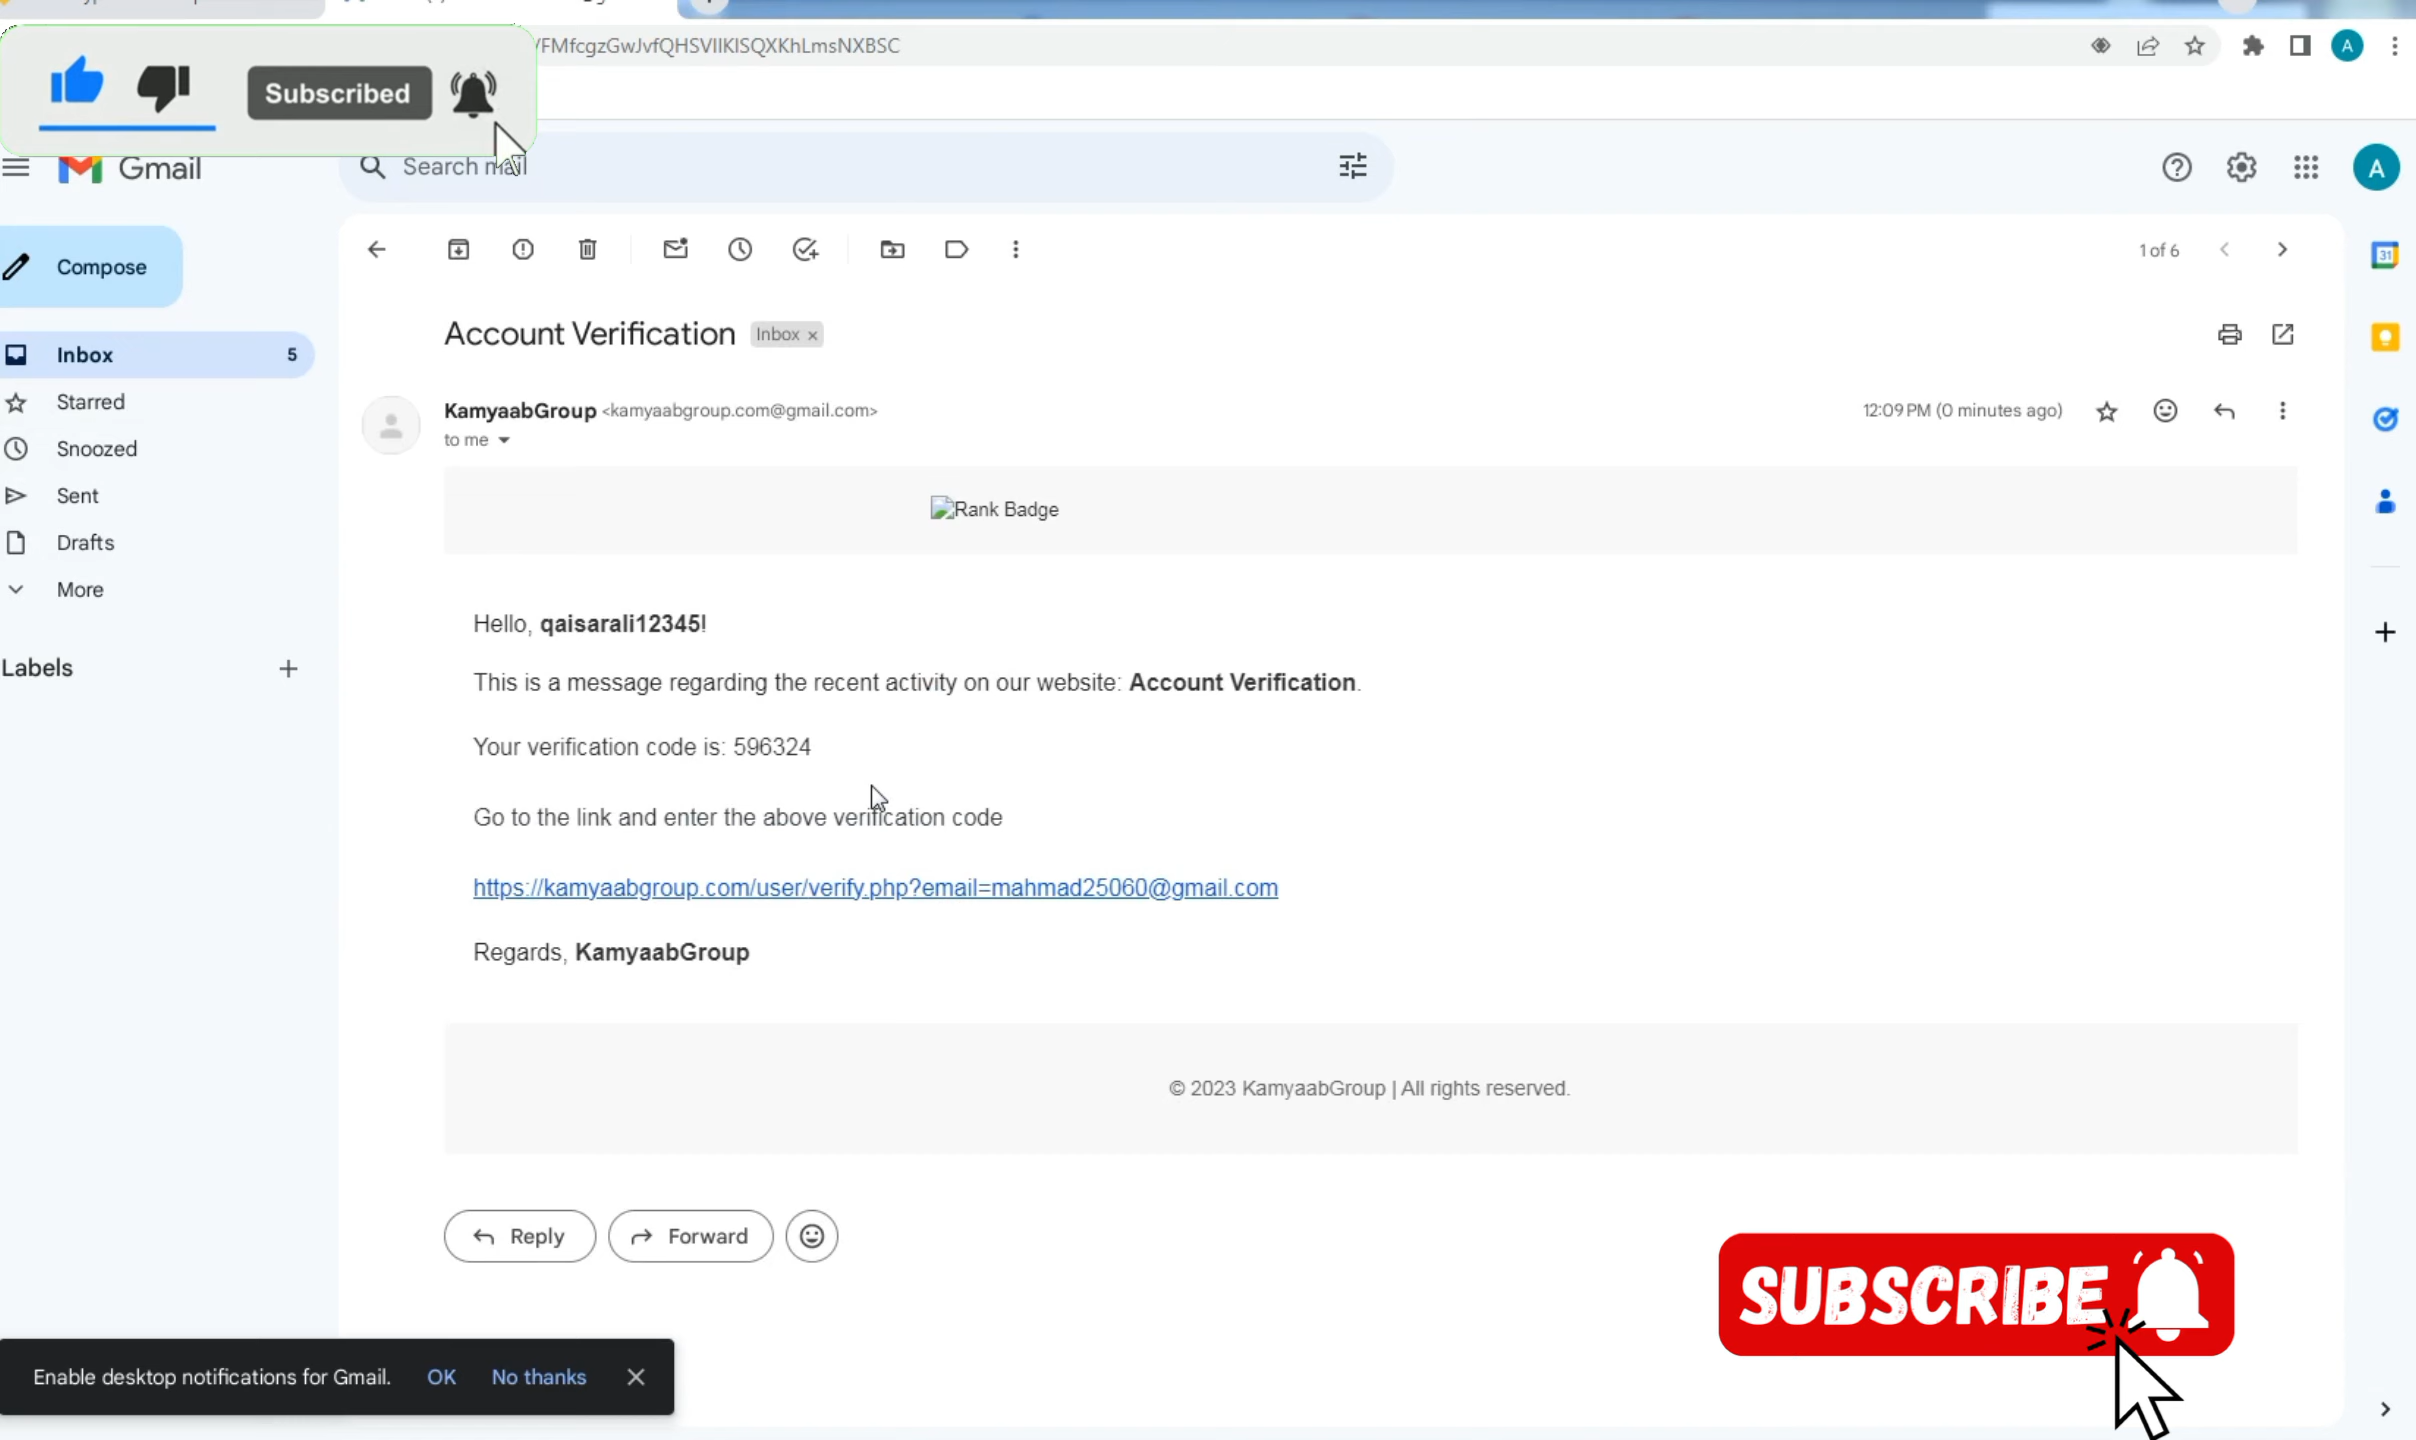 /FMfcgzGwJvfQHSVIIKlSQXKhLmsNXBSC
A
Subscribed
Gmail
Search mail
A
Compose
1 of 6
31
Inbox 5
Starred
Snoozed
Sent
Drafts
More
Labels
Account Verification Inbox x
KamyaabGroup <kamyaabgroup.com@gmail.com>
12:09 PM (0 minutes ago)
to me
Rank Badge
Hello, qaisarali12345!
This is a message regarding the recent activity on our website: Account Verification.
Your verification code is: 596324
Go to the link and enter the above verification code
https://kamyaabgroup.com/user/verify.php?email=mahmad25060@gmail.com
Regards, KamyaabGroup
© 2023 KamyaabGroup | All rights reserved.
Reply
Forward
SUBSCRIBE
Enable desktop notifications for Gmail. OK No thanks